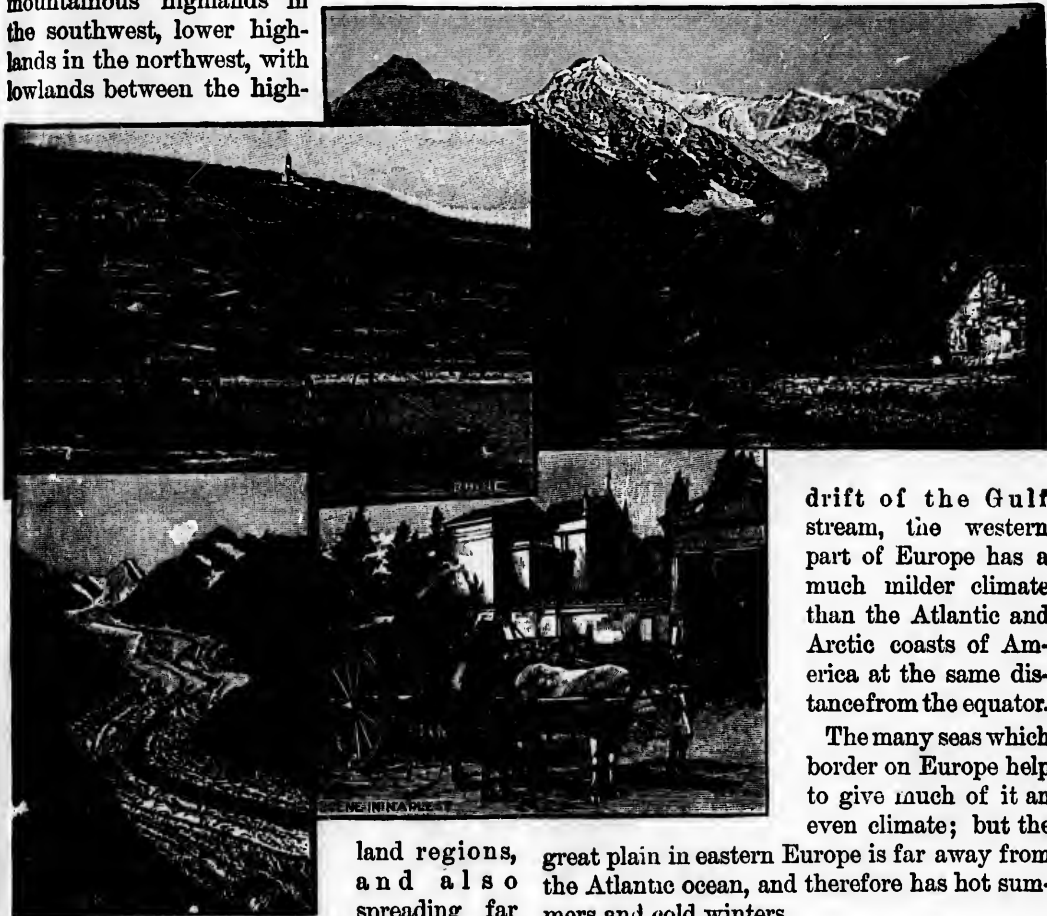 mountainous highlands in
the southwest, lower high-
lands in the northwest, with
lowlands between the high-
RHINE
SCENE IN NAPLES
land regions,
and also
spreading far
drift of the Gulf
stream, the western
part of Europe has a
much milder climate
than the Atlantic and
Arctic coasts of Am-
erica at the same dis-
tance from the equator.
The many seas which
border on Europe help
to give much of it an
even climate; but the
great plain in eastern Europe is far away from
the Atlantic ocean, and therefore has hot sum-
mers and cold winters.